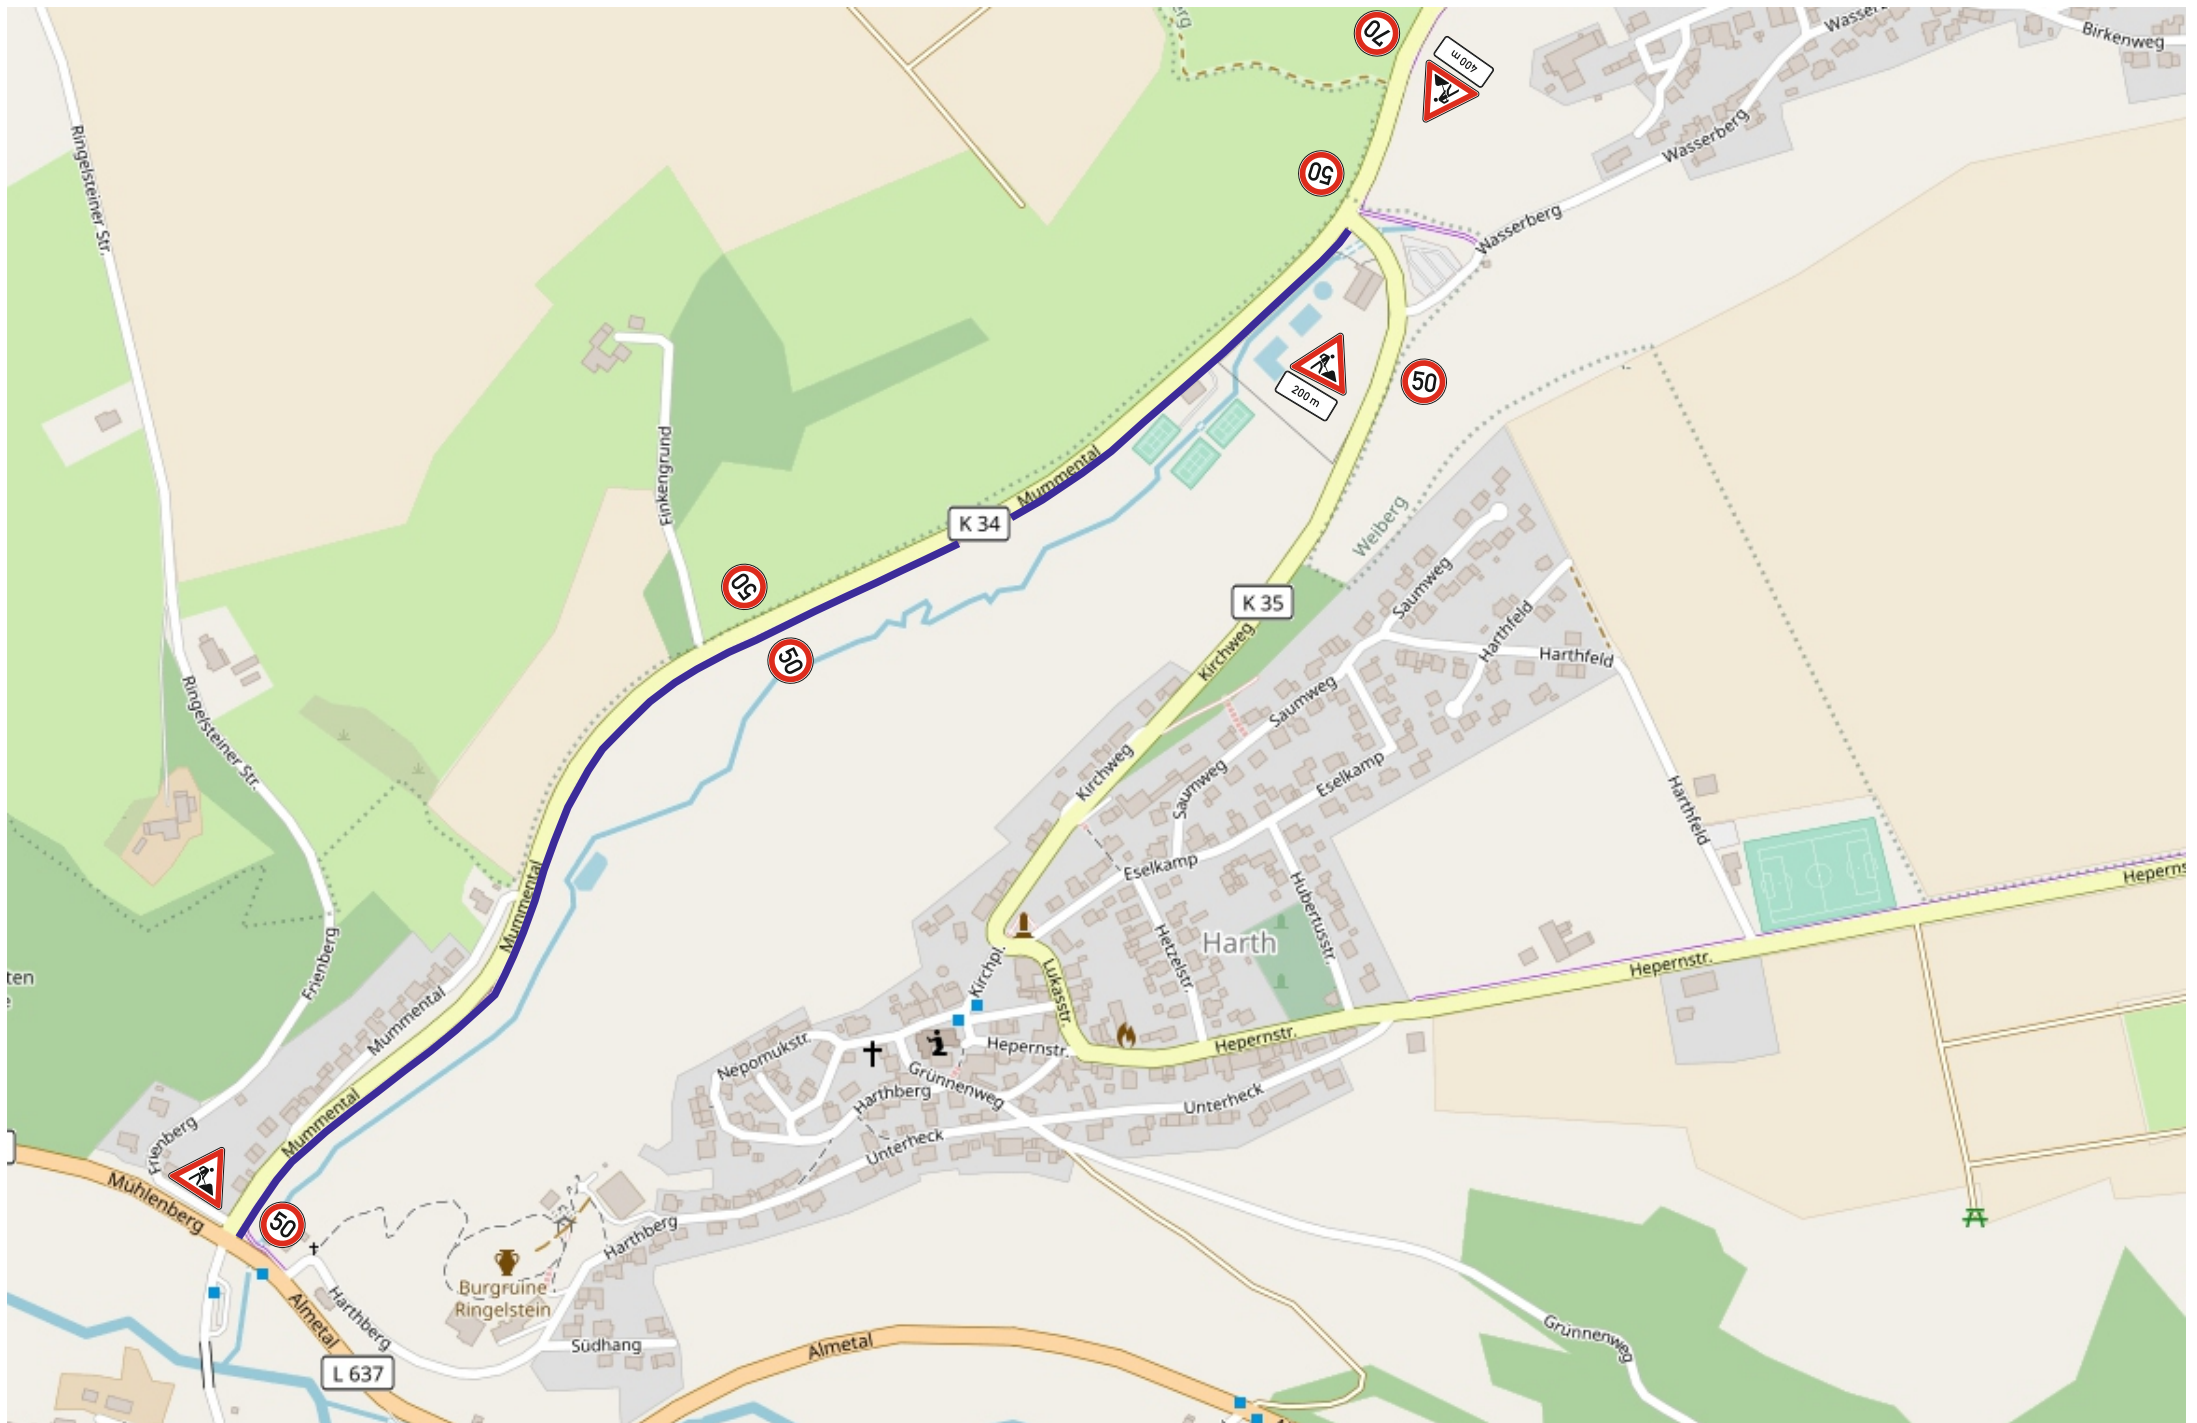 70
400 m
Wasserberg
Birkenweg
Ringelsteiner Str.
50
Wasserberg
Wasserberg
50
200 m
Finkengrund
Mummental
K 34
Weiberg
50
50
K 35
Saumweg
Harthfeld
Harthfeld
Kirchweg
Ringelsteiner Str.
Saumweg
Kirchweg
Saumweg
Eselkamp
Harthfeld
Mummental
Eselkamp
Hubertusstr.
Heperns
Frienberg
Kirchpl.
Lukasstr.
Hetzelstr.
Harth
Hepernstr.
ten
e
Mummental
Nepomukstr.
Hepernstr.
Hepernstr.
Grünnenweg
Harthberg
Unterheck
Mummental
Frienberg
Unterheck
Mühlenberg
50
Harthberg
Burgruine
Ringelstein
Harthberg
Almetal
Südhang
Almetal
Grünnenweg
L 637